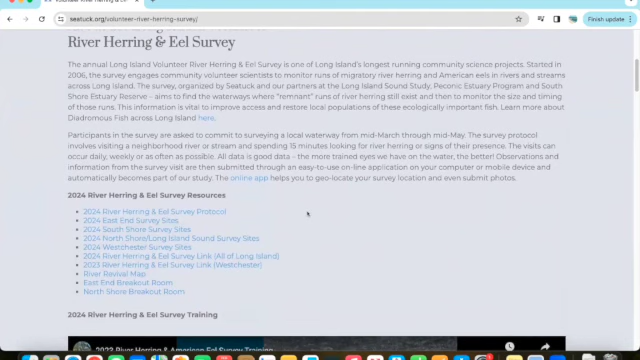 seatuck.org/volunteer-river-herring-survey/
Finish update
River Herring & Eel Survey
The annual Long Island Volunteer River Herring & Eel Survey is one of Long Island's longest running community science projects. Started in
2006, the survey engages community volunteer scientists to monitor runs of migratory river herring and American eels in rivers and streams
across Long Island. The survey, organized by Seatuck and our partners at the Long Island Sound Study, Peconic Estuary Program and South
Shore Estuary Reserve – aims to find the waterways where "remnant" runs of river herring still exist and then to monitor the size and timing
of those runs. This information is vital to improve access and restore local populations of these ecologically important fish. Learn more about
Diadromous Fish across Long Island here.
Participants in the survey are asked to commit to surveying a local waterway from mid-March through mid-May. The survey protocol
involves visiting a neighborhood river or stream and spending 15 minutes looking for river herring or signs of their presence. The visits can
occur daily, weekly or as often as possible. All data is good data – the more trained eyes we have on the water, the better! Observations and
information from the survey visit are then submitted through an easy-to-use on-line application on your computer or mobile device and
automatically becomes part of our study. The online app helps you to geo-locate your survey location and even submit photos.
2024 River Herring & Eel Survey Resources
2024 River Herring & Eel Survey Protocol
2024 East End Survey Sites
2024 South Shore Survey Sites
2024 North Shore/Long Island Sound Survey Sites
2024 Westchester Survey Sites
2024 River Herring & Eel Survey Link (All of Long Island)
2023 River Herring & Eel Survey Link (Westchester)
River Revival Map
East End Breakout Room
North Shore Breakout Room
2024 River Herring & Eel Survey Training
2023 River Herring & American Eel Survey Training